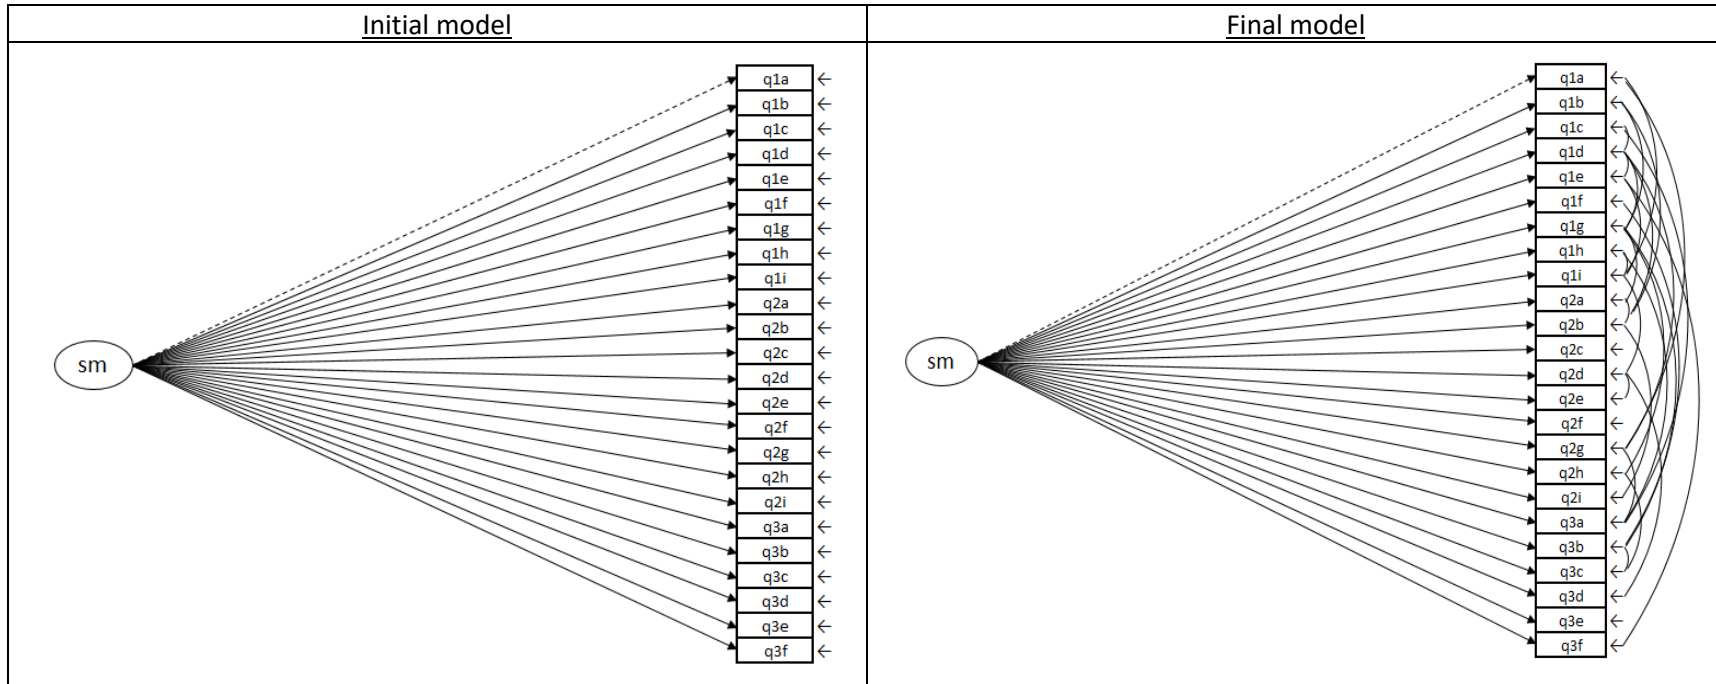 Initial model
Final model
sm
q1a
q1b
q1c
q1d
q1e
q1f
q1g
q1h
q1i
q2a
q2b
q2c
q2d
q2e
q2f
q2g
q2h
q2i
q3a
q3b
q3c
q3d
q3e
q3f
sm
q1a
q1b
q1c
q1d
q1e
q1f
q1g
q1h
q1i
q2a
q2b
q2c
q2d
q2e
q2f
q2g
q2h
q2i
q3a
q3b
q3c
q3d
q3e
q3f